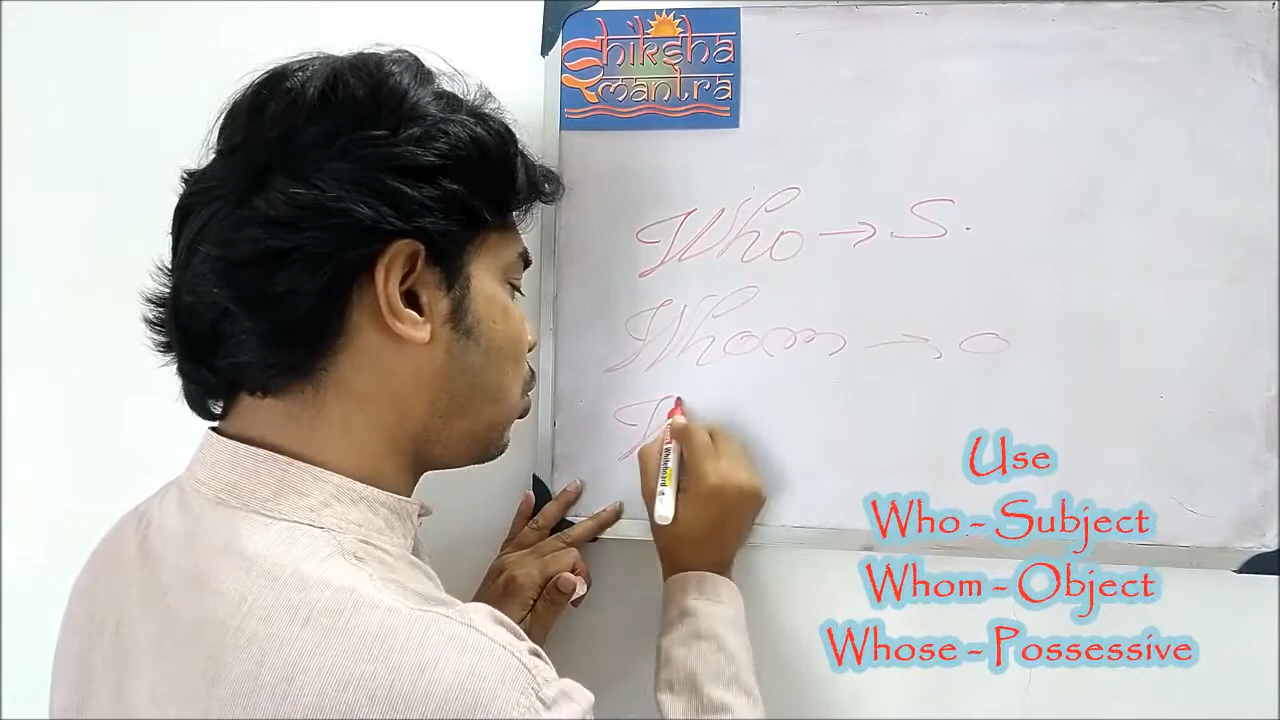 Shiksha
mantra
Who → S.
Whom → O
Use
Who - Subject
Whom - Object
Whose - Possessive